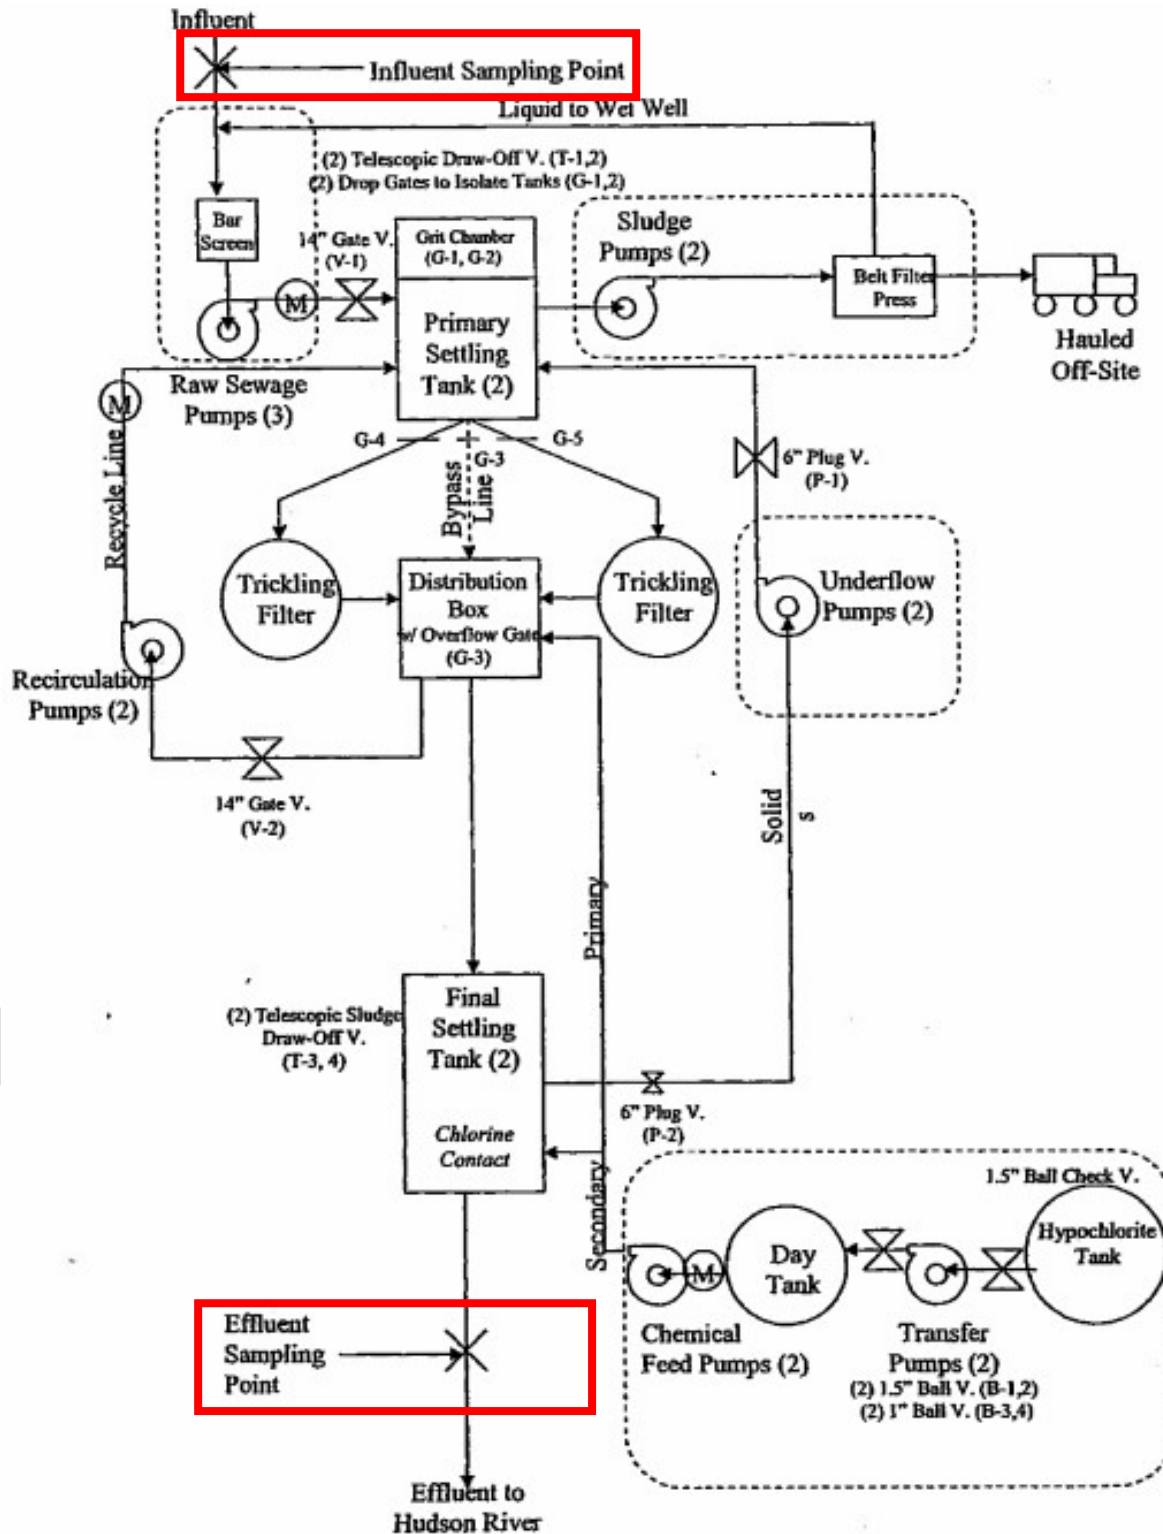 Influent
Influent Sampling Point
Liquid to Wet Well
(2) Telescopic Draw-Off V. (T-1,2)
(2) Drop Gates to Isolate Tanks (G-1,2)
Bar
Screen
14" Gate V.
(V-1)
Grit Chamber
(G-1, G-2)
Sludge
Pumps (2)
Belt Filter
Press
M
Primary
Settling
Tank (2)
Hauled
Off-Site
Raw Sewage
Pumps (3)
M
G-4
G-5
G-3
6" Plug V.
(P-1)
Recycle Line
Bypass
Line
Trickling
Filter
Distribution
Box
w/ Overflow Gate
(G-3)
Trickling
Filter
Underflow
Pumps (2)
Recirculation
Pumps (2)
14" Gate V.
(V-2)
Solid
s
Primary
(2) Telescopic Sludge
Draw-Off V.
(T-3, 4)
Final
Settling
Tank (2)
6" Plug V.
(P-2)
Chlorine
Contact
Secondary
1.5" Ball Check V.
Hypochlorite
Tank
Day
Tank
M
Chemical
Feed Pumps (2)
Transfer
Pumps (2)
(2) 1.5" Ball V. (B-1,2)
(2) 1" Ball V. (B-3,4)
Effluent
Sampling
Point
Effluent to
Hudson River